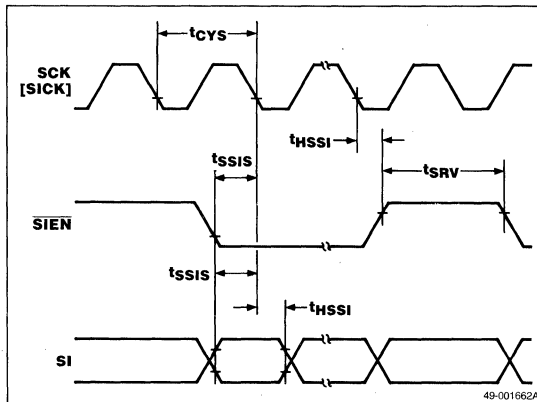 tCYS
SCK
[SICK]
tHSSI
tSSIS
tSRV
SIEN
tSSIS
tHSSI
SI
49-001662A